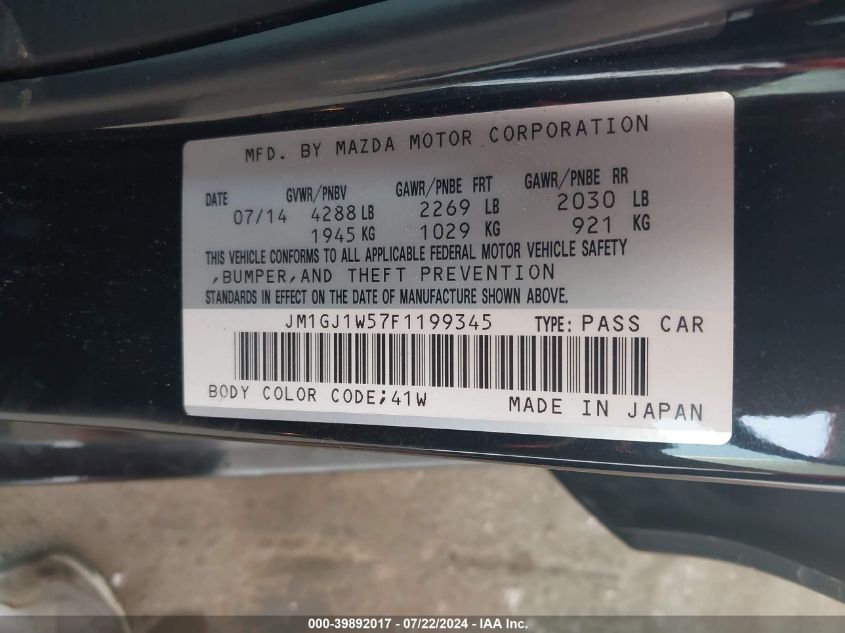 MFD. BY MAZDA MOTOR CORPORATION
DATE GVWR/PNBV GAWR/PNBE FRT GAWR/PNBE RR
07/14 4288 LB 2269 LB 2030 LB
1945 KG 1029 KG 921 KG
THIS VEHICLE CONFORMS TO ALL APPLICABLE FEDERAL MOTOR VEHICLE SAFETY
,BUMPER,AND THEFT PREVENTION
STANDARDS IN EFFECT ON THE DATE OF MANUFACTURE SHOWN ABOVE.
JM1GJ1W57F1199345 TYPE: PASS CAR
BODY COLOR CODE;41W MADE IN JAPAN
000-39892017 - 07/22/2024 - IAA Inc.